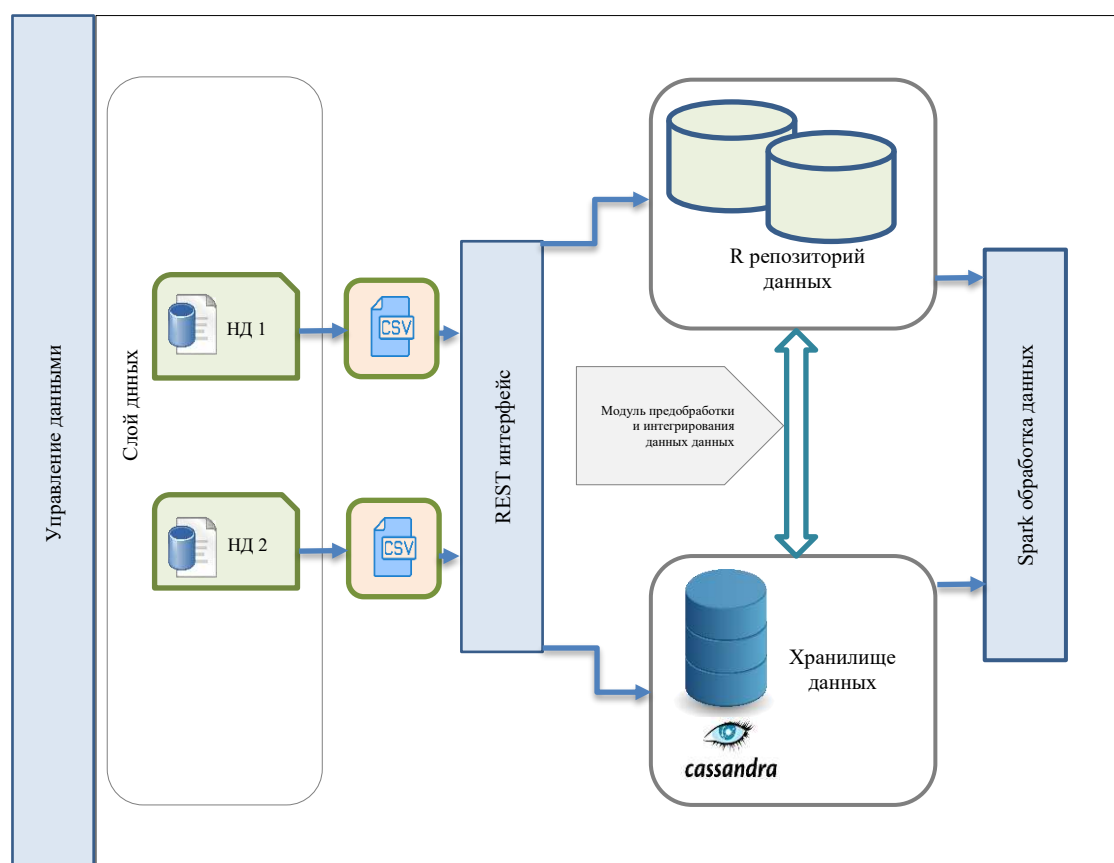 Управление данными
Слой днных
НД 1
CSV
НД 2
CSV
REST интерфейс
R репозиторий
данных
Модуль предобработки
и интегрирования
данных данных
Хранилище
данных
cassandra
Spark обработка данных